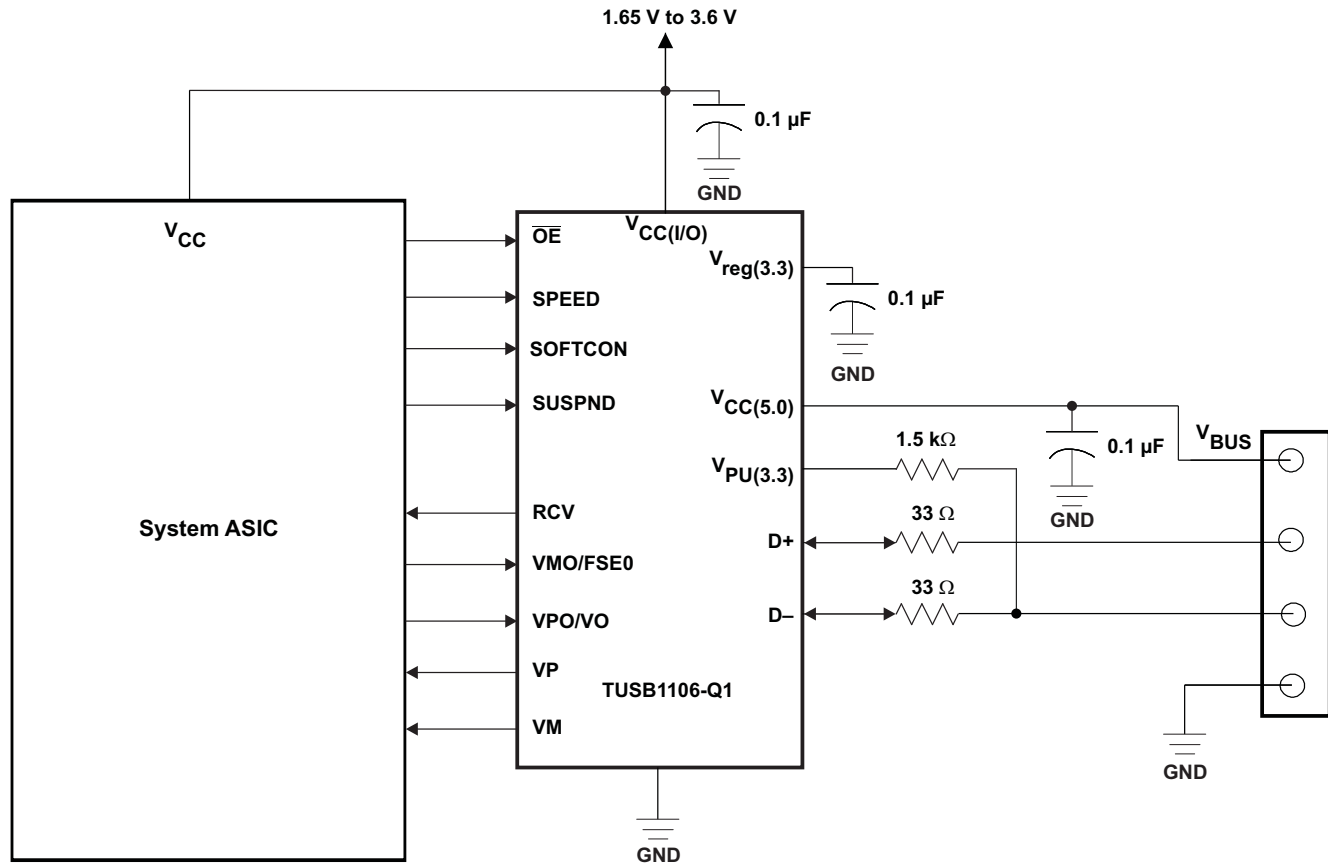 1.65 V to 3.6 V
0.1 µF
GND
VCC
OE
VCC(I/O)
Vreg(3.3)
SPEED
0.1 µF
SOFTCON
GND
SUSPND
VCC(5.0)
1.5 kΩ
0.1 µF
VBUS
VPU(3.3)
GND
System ASIC
RCV
33 Ω
D+
VMO/FSE0
33 Ω
VPO/VO
D–
VP
TUSB1106-Q1
VM
GND
GND